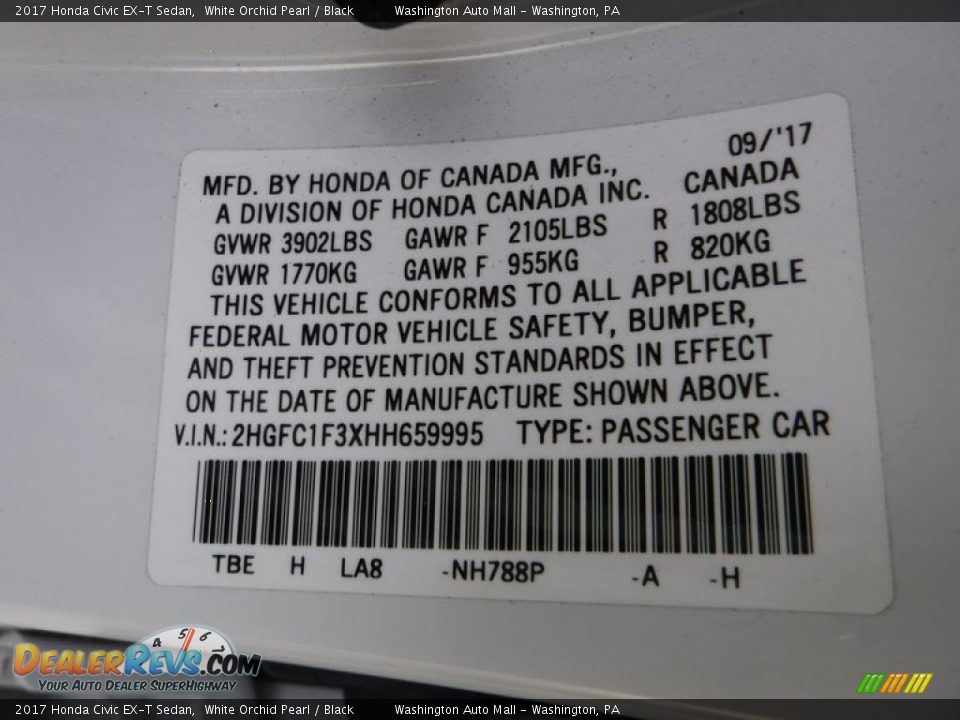 2017 Honda Civic EX-T Sedan, White Orchid Pearl / Black Washington Auto Mall - Washington, PA
09/'17
MFD. BY HONDA OF CANADA MFG.,
A DIVISION OF HONDA CANADA INC. CANADA
GVWR 3902LBS GAWR F 2105LBS R 1808LBS
GVWR 1770KG GAWR F 955KG R 820KG
THIS VEHICLE CONFORMS TO ALL APPLICABLE
FEDERAL MOTOR VEHICLE SAFETY, BUMPER,
AND THEFT PREVENTION STANDARDS IN EFFECT
ON THE DATE OF MANUFACTURE SHOWN ABOVE.
V.I.N.: 2HGFC1F3XHH659995 TYPE: PASSENGER CAR
TBE H LA8 -NH788P -A -H
4 5 6 7
DEALERREVS.COM
YOUR AUTO DEALER SUPERHIGHWAY
2017 Honda Civic EX-T Sedan, White Orchid Pearl / Black Washington Auto Mall - Washington, PA